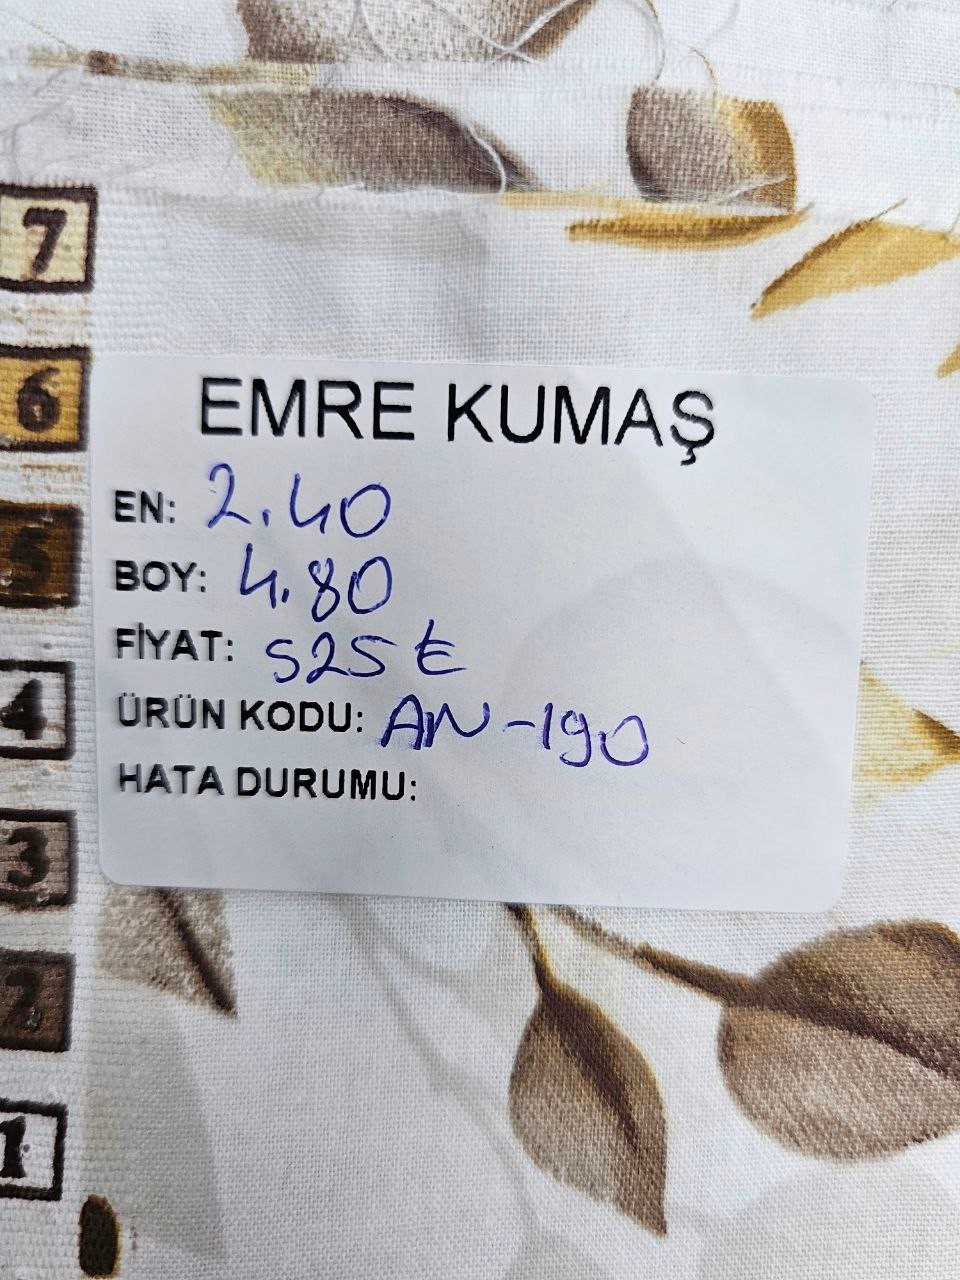 7
6
5
4
3
2
1
EMRE KUMAŞ
EN: 2.40
BOY: 4.80
FİYAT: 525 ₺
ÜRÜN KODU: AN-190
HATA DURUMU: